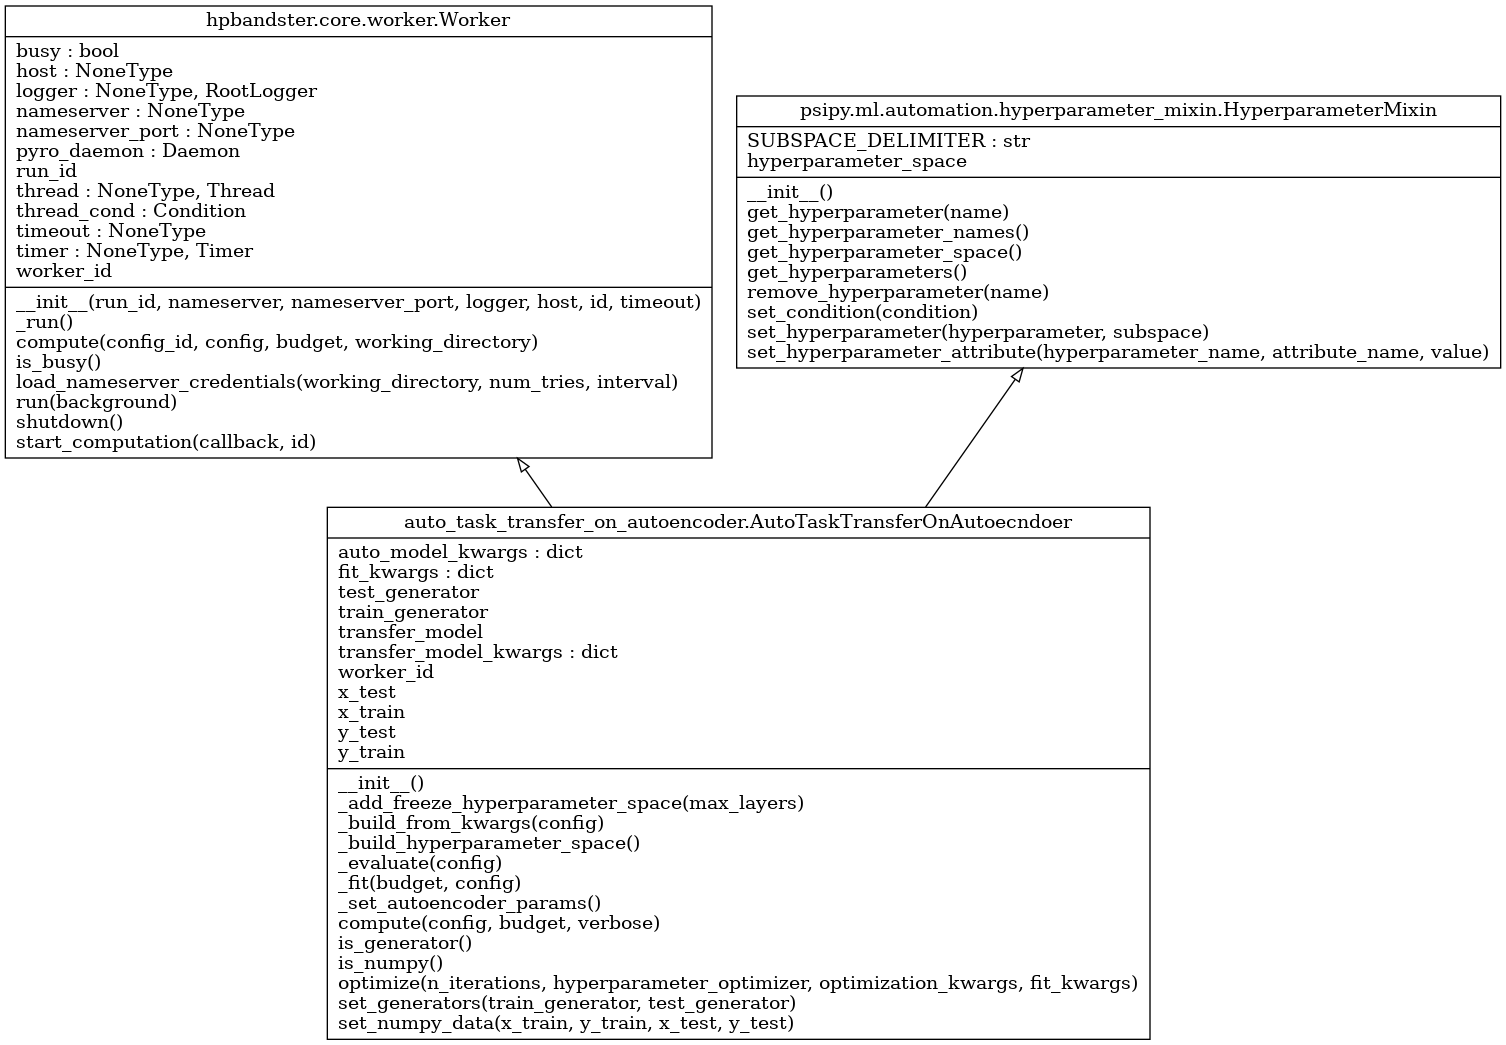 hpbandster.core.worker.Worker
busy : bool
host : NoneType
logger : NoneType, RootLogger
nameserver : NoneType
nameserver_port : NoneType
pyro_daemon : Daemon
run_id
thread : NoneType, Thread
thread_cond : Condition
timeout : NoneType
timer : NoneType, Timer
worker_id
__init__(run_id, nameserver, nameserver_port, logger, host, id, timeout)
_run()
compute(config_id, config, budget, working_directory)
is_busy()
load_nameserver_credentials(working_directory, num_tries, interval)
run(background)
shutdown()
start_computation(callback, id)
psipy.ml.automation.hyperparameter_mixin.HyperparameterMixin
SUBSPACE_DELIMITER : str
hyperparameter_space
__init__()
get_hyperparameter(name)
get_hyperparameter_names()
get_hyperparameter_space()
get_hyperparameters()
remove_hyperparameter(name)
set_condition(condition)
set_hyperparameter(hyperparameter, subspace)
set_hyperparameter_attribute(hyperparameter_name, attribute_name, value)
auto_task_transfer_on_autoencoder.AutoTaskTransferOnAutoecndoer
auto_model_kwargs : dict
fit_kwargs : dict
test_generator
train_generator
transfer_model
transfer_model_kwargs : dict
worker_id
x_test
x_train
y_test
y_train
__init__()
_add_freeze_hyperparameter_space(max_layers)
_build_from_kwargs(config)
_build_hyperparameter_space()
_evaluate(config)
_fit(budget, config)
_set_autoencoder_params()
compute(config, budget, verbose)
is_generator()
is_numpy()
optimize(n_iterations, hyperparameter_optimizer, optimization_kwargs, fit_kwargs)
set_generators(train_generator, test_generator)
set_numpy_data(x_train, y_train, x_test, y_test)